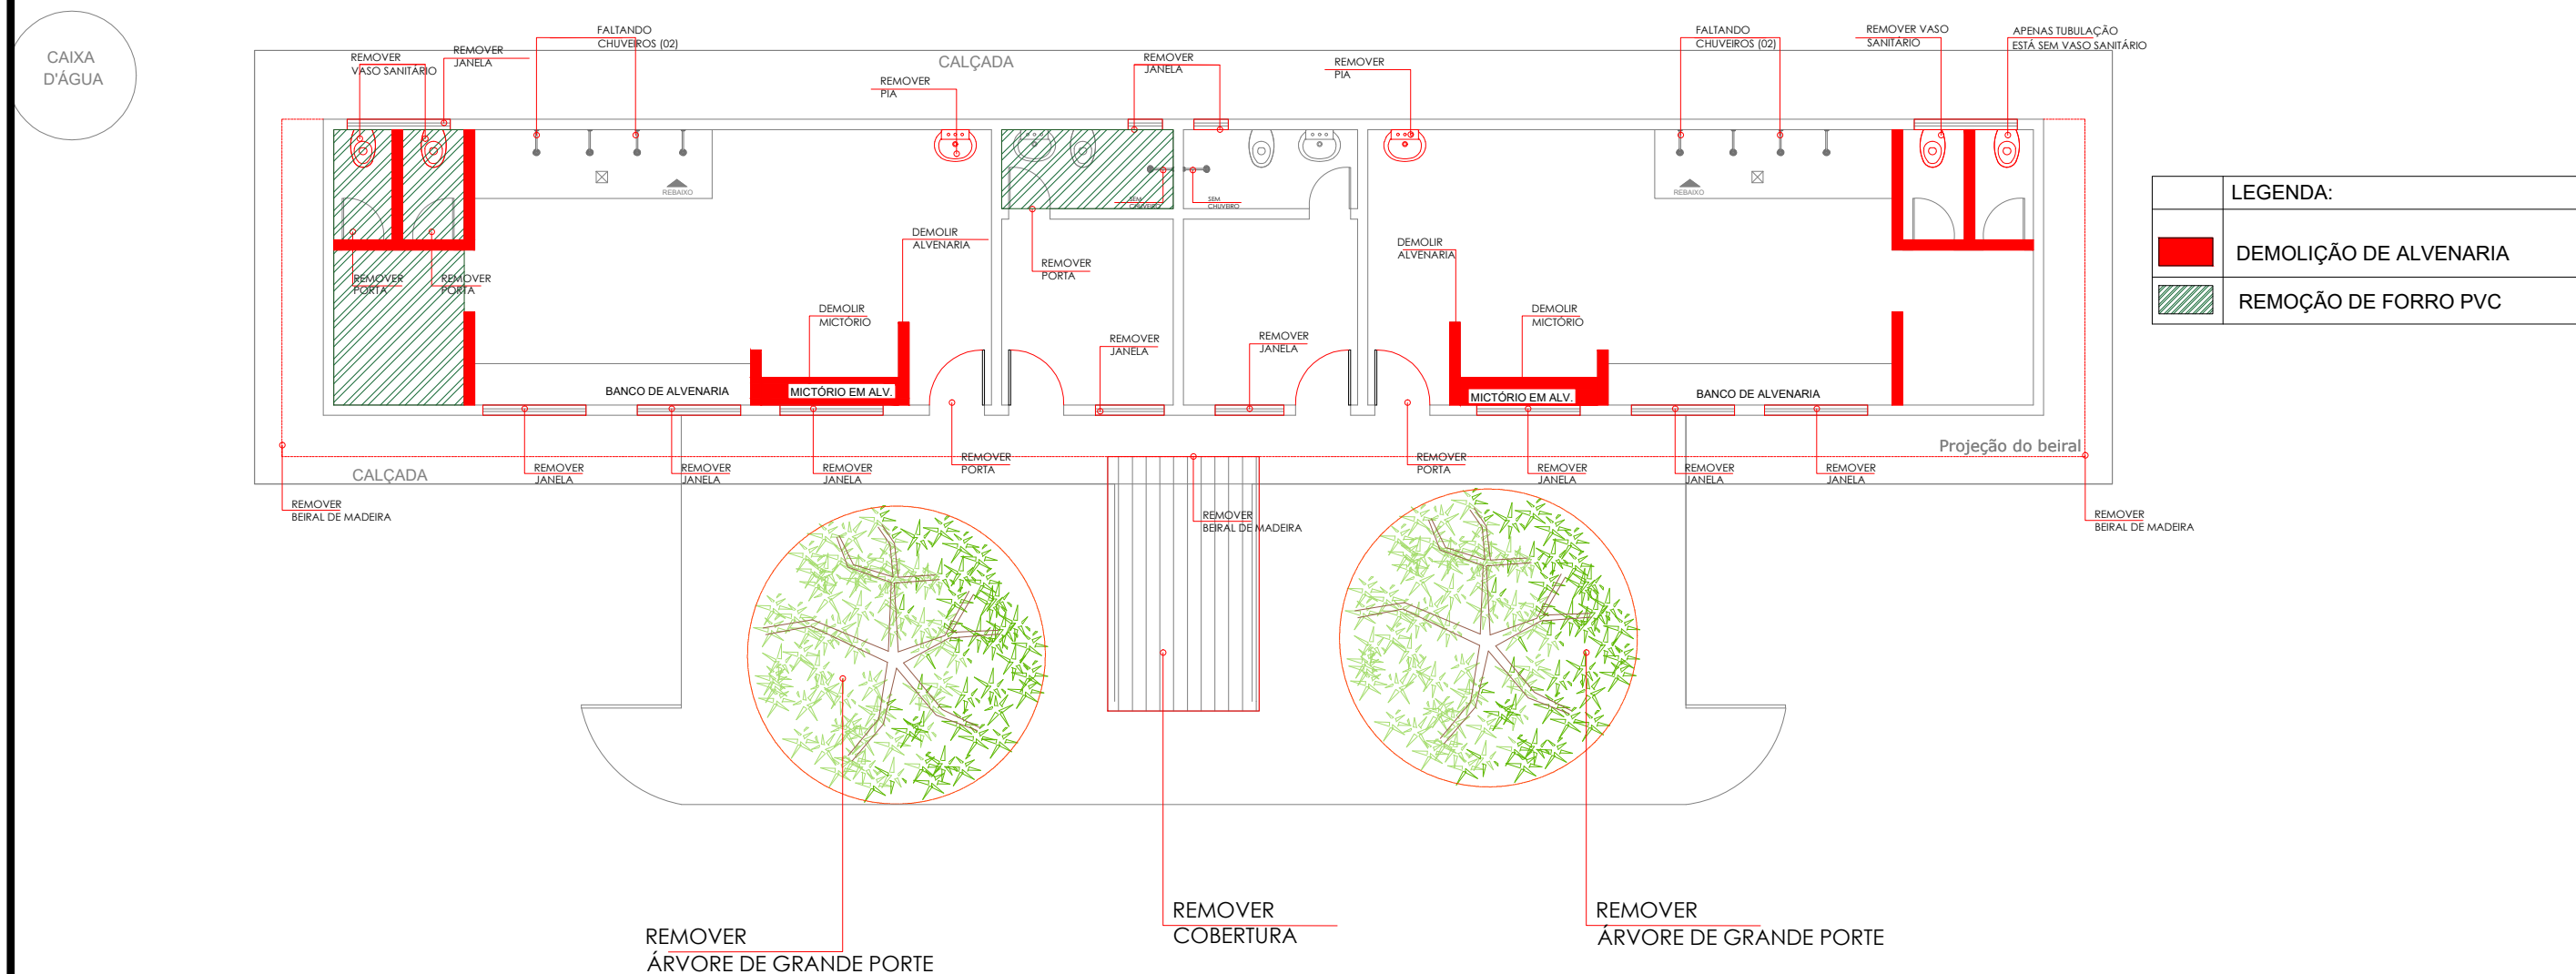 CAIXA
D'ÁGUA
REMOVER
VASO SANITÁRIO
REMOVER
JANELA
FALTANDO
CHUVEIROS (02)
REMOVER
PIA
CALÇADA
REMOVER
JANELA
REMOVER
PIA
FALTANDO
CHUVEIROS (02)
REMOVER VASO
SANITÁRIO
APENAS TUBULAÇÃO
ESTÁ SEM VASO SANITÁRIO
REBAIXO
SEM
CHUVEIRO
SEM
CHUVEIRO
REBAIXO
LEGENDA:
DEMOLIÇÃO DE ALVENARIA
REMOÇÃO DE FORRO PVC
REMOVER
PORTA
REMOVER
PORTA
DEMOLIR
ALVENARIA
REMOVER
PORTA
DEMOLIR
ALVENARIA
DEMOLIR
MICTÓRIO
REMOVER
JANELA
REMOVER
JANELA
DEMOLIR
MICTÓRIO
BANCO DE ALVENARIA
MICTÓRIO EM ALV.
MICTÓRIO EM ALV.
BANCO DE ALVENARIA
Projeção do beiral
CALÇADA
REMOVER
JANELA
REMOVER
JANELA
REMOVER
JANELA
REMOVER
PORTA
REMOVER
PORTA
REMOVER
JANELA
REMOVER
JANELA
REMOVER
JANELA
REMOVER
BEIRAL DE MADEIRA
REMOVER
BEIRAL DE MADEIRA
REMOVER
BEIRAL DE MADEIRA
REMOVER
ÁRVORE DE GRANDE PORTE
REMOVER
COBERTURA
REMOVER
ÁRVORE DE GRANDE PORTE